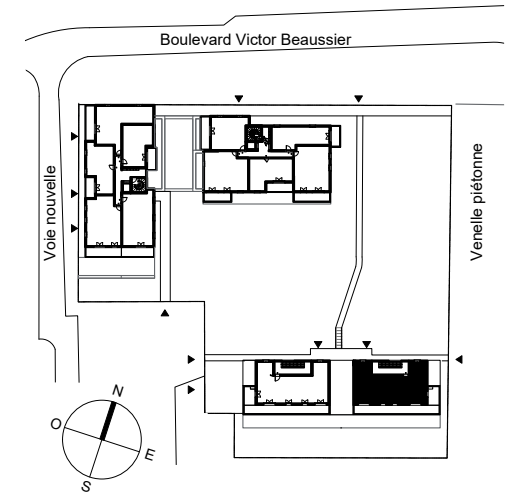 Boulevard Victor Beaussier
Voie nouvelle
Venelle piétonne
N
O
E
S